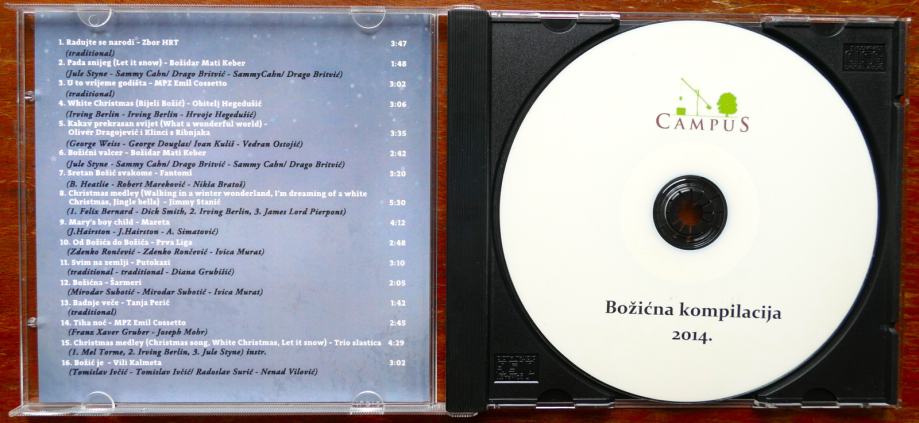 1. Radujte se narodi - Zbor HRT 3:47
(traditional)
2. Pada snijeg (Let it snow) - Božidar Mati Keber 1:48
(Jule Styne - Sammy Cahn/ Drago Britvić - SammyCahn/ Drago Britvić)
3. U to vrijeme godišta - MPZ Emil Cossetto 3:02
(traditional)
4. White Christmas (Bijeli Božić) - Obitelj Hegedušić 3:06
(Irving Berlin - Irving Berlin - Hrvoje Hegedušić)
5. Kakav prekrasan svijet (What a wonderful world) -
Oliver Dragojević i Klinci s Ribnjaka 3:35
(George Weiss - George Douglas/ Ivan Kuliš - Vedran Ostojić)
6. Božićni valcer - Božidar Mati Keber 2:42
(Jule Styne - Sammy Cahn/ Drago Britvić - Sammy Cahn/ Drago Britvić)
7. Sretan Božić svakome - Fantomi 3:20
(B. Heatlie - Robert Mareković - Nikša Bratoš)
8. Christmas medley (Walking in a winter wonderland, I'm dreaming of a white
Christmas, Jingle bells) - Jimmy Stanić 5:30
(1. Felix Bernard - Dick Smith, 2. Irving Berlin, 3. James Lord Pierpont)
9. Mary's boy child - Mareta 4:12
(J.Hairston - J.Hairston - A. Simatović)
10. Od Božića do Božića - Prva Liga 2:48
(Zdenko Rončević - Zdenko Rončević - Ivica Murat)
11. Svim na zemlji - Putokazi 3:10
(traditional - traditional - Diana Grubišić)
12. Božićna - Šarmeri 2:05
(Mirodar Subotić - Mirodar Subotić - Ivica Murat)
13. Badnje veče - Tanja Perić 1:42
(traditional)
14. Tiha noć - MPZ Emil Cossetto 2:45
(Franz Xaver Gruber - Joseph Mohr)
15. Christmas medley (Christmas song, White Christmas, Let it snow) - Trio slastica 4:29
(1. Mel Torme, 2. Irving Berlin, 3. Jule Styne) instr.
16. Božić je - Vili Kalmeta 3:02
(Tomislav Ivčić - Tomislav Ivčić/ Radoslav Surić - Nenad Vilović)
CAMPUS
Božićna kompilacija
2014.